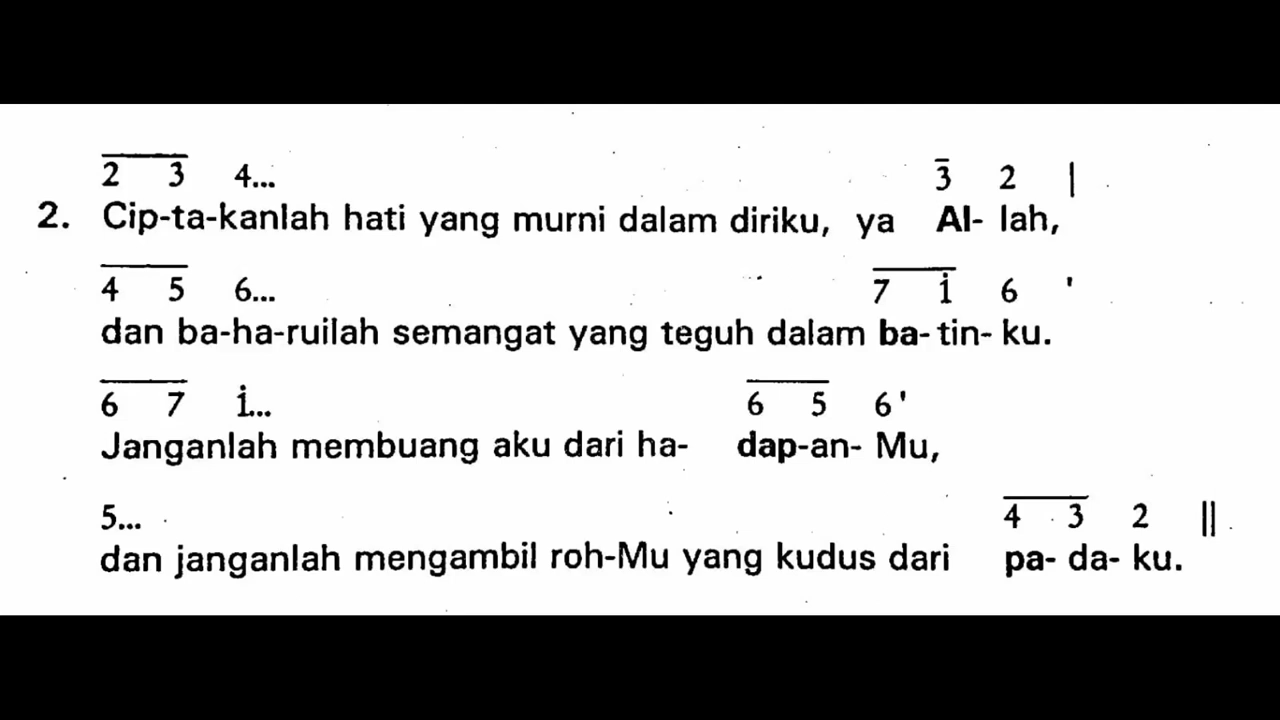 2 3 4... 3 2 |
2. Cip-ta-kanlah hati yang murni dalam diriku, ya Al- lah,
4 5 6... 7 i 6 '
dan ba-ha-ruilah semangat yang teguh dalam ba- tin- ku.
6 7 i... 6 5 6 '
Janganlah membuang aku dari ha- dap-an- Mu,
5... 4 3 2 ||
dan janganlah mengambil roh-Mu yang kudus dari pa- da- ku.